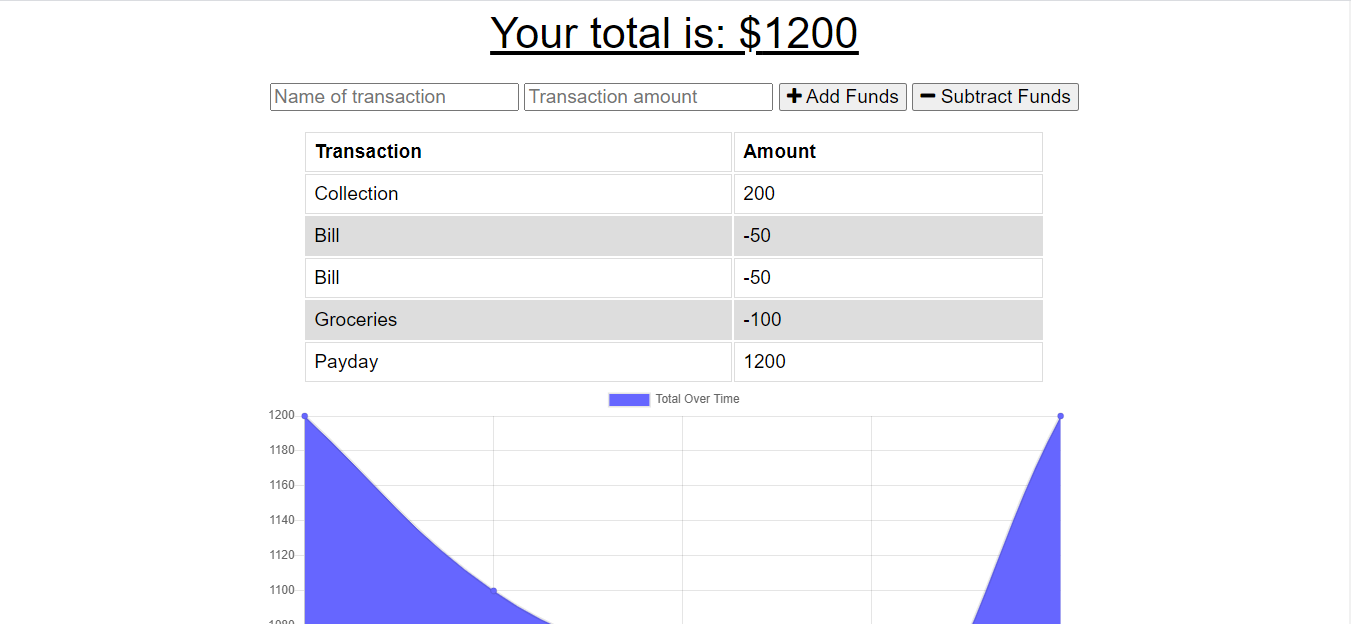 Your total is: $1200
Name of transaction Transaction amount Add Funds Subtract Funds
Transaction Amount
Collection 200
Bill -50
Bill -50
Groceries -100
Payday 1200
Total Over Time
1200
1180
1160
1140
1120
1100
1080